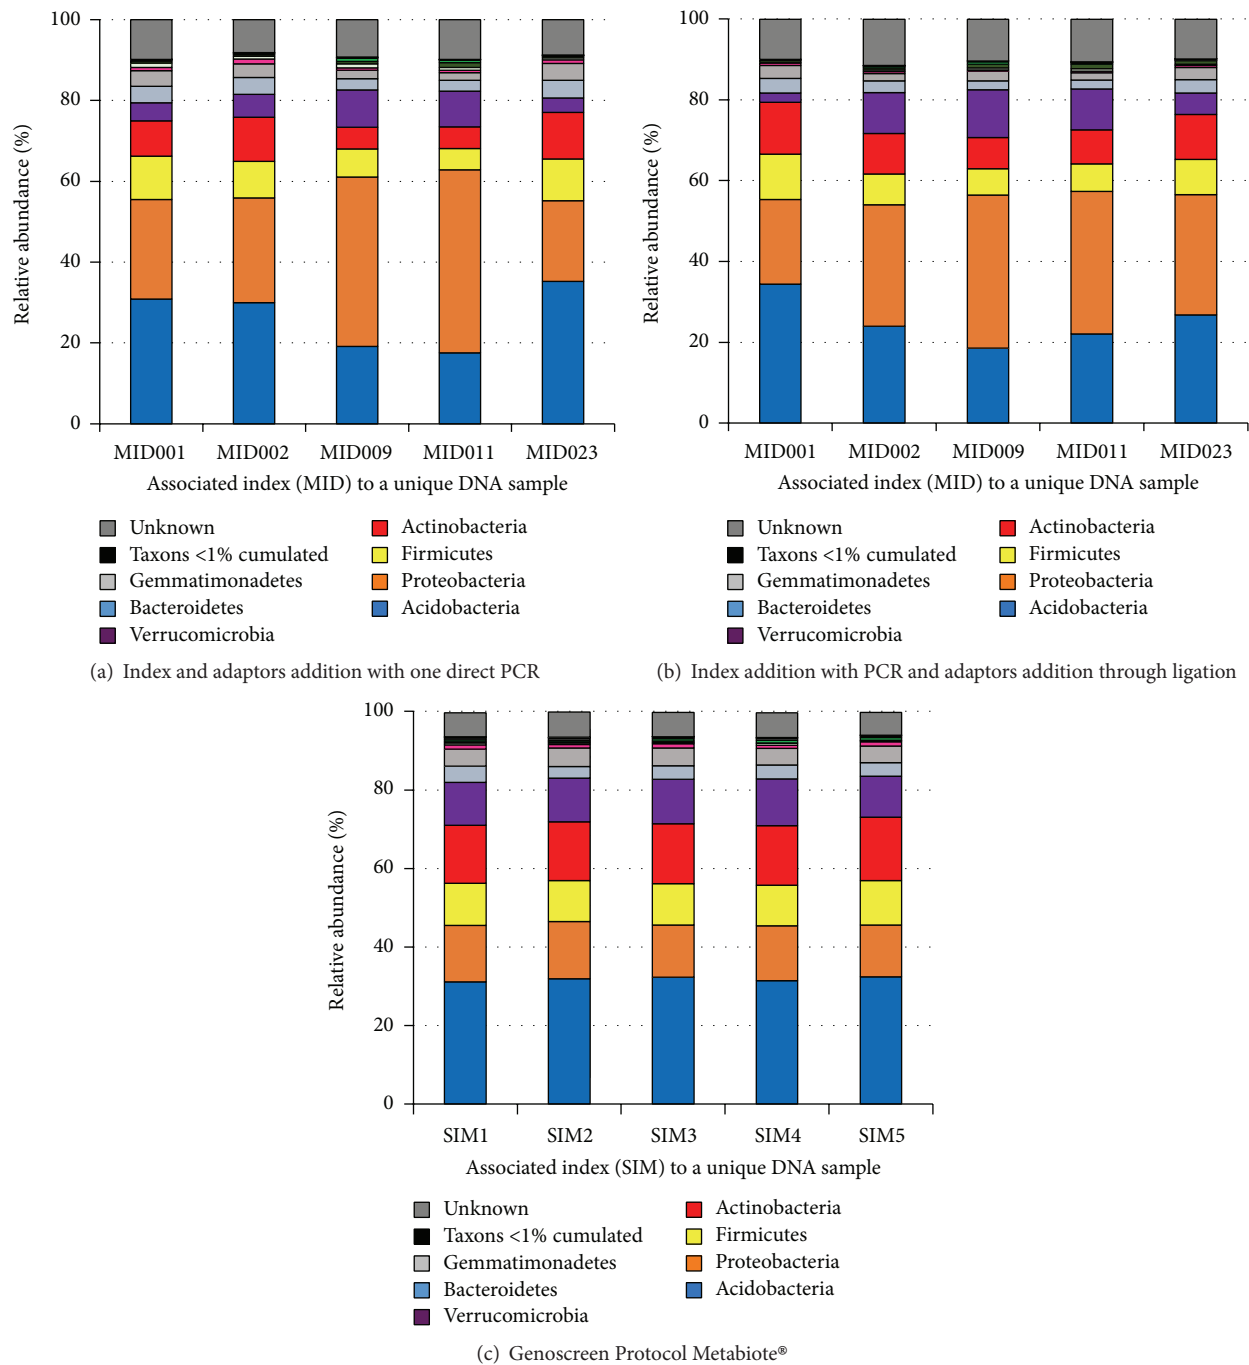 100
80
60
40
20
0
Relative abundance (%)
MID001 MID002 MID009 MID011 MID023
Associated index (MID) to a unique DNA sample
Unknown
Taxons <1% cumulated
Gemmatimonadetes
Bacteroidetes
Verrucomicrobia
Actinobacteria
Firmicutes
Proteobacteria
Acidobacteria
(a) Index and adaptors addition with one direct PCR
100
80
60
40
20
0
Relative abundance (%)
MID001 MID002 MID009 MID011 MID023
Associated index (MID) to a unique DNA sample
Unknown
Taxons <1% cumulated
Gemmatimonadetes
Bacteroidetes
Verrucomicrobia
Actinobacteria
Firmicutes
Proteobacteria
Acidobacteria
(b) Index addition with PCR and adaptors addition through ligation
100
80
60
40
20
0
Relative abundance (%)
SIM1 SIM2 SIM3 SIM4 SIM5
Associated index (SIM) to a unique DNA sample
Unknown
Taxons <1% cumulated
Gemmatimonadetes
Bacteroidetes
Verrucomicrobia
Actinobacteria
Firmicutes
Proteobacteria
Acidobacteria
(c) Genoscreen Protocol Metabiote®